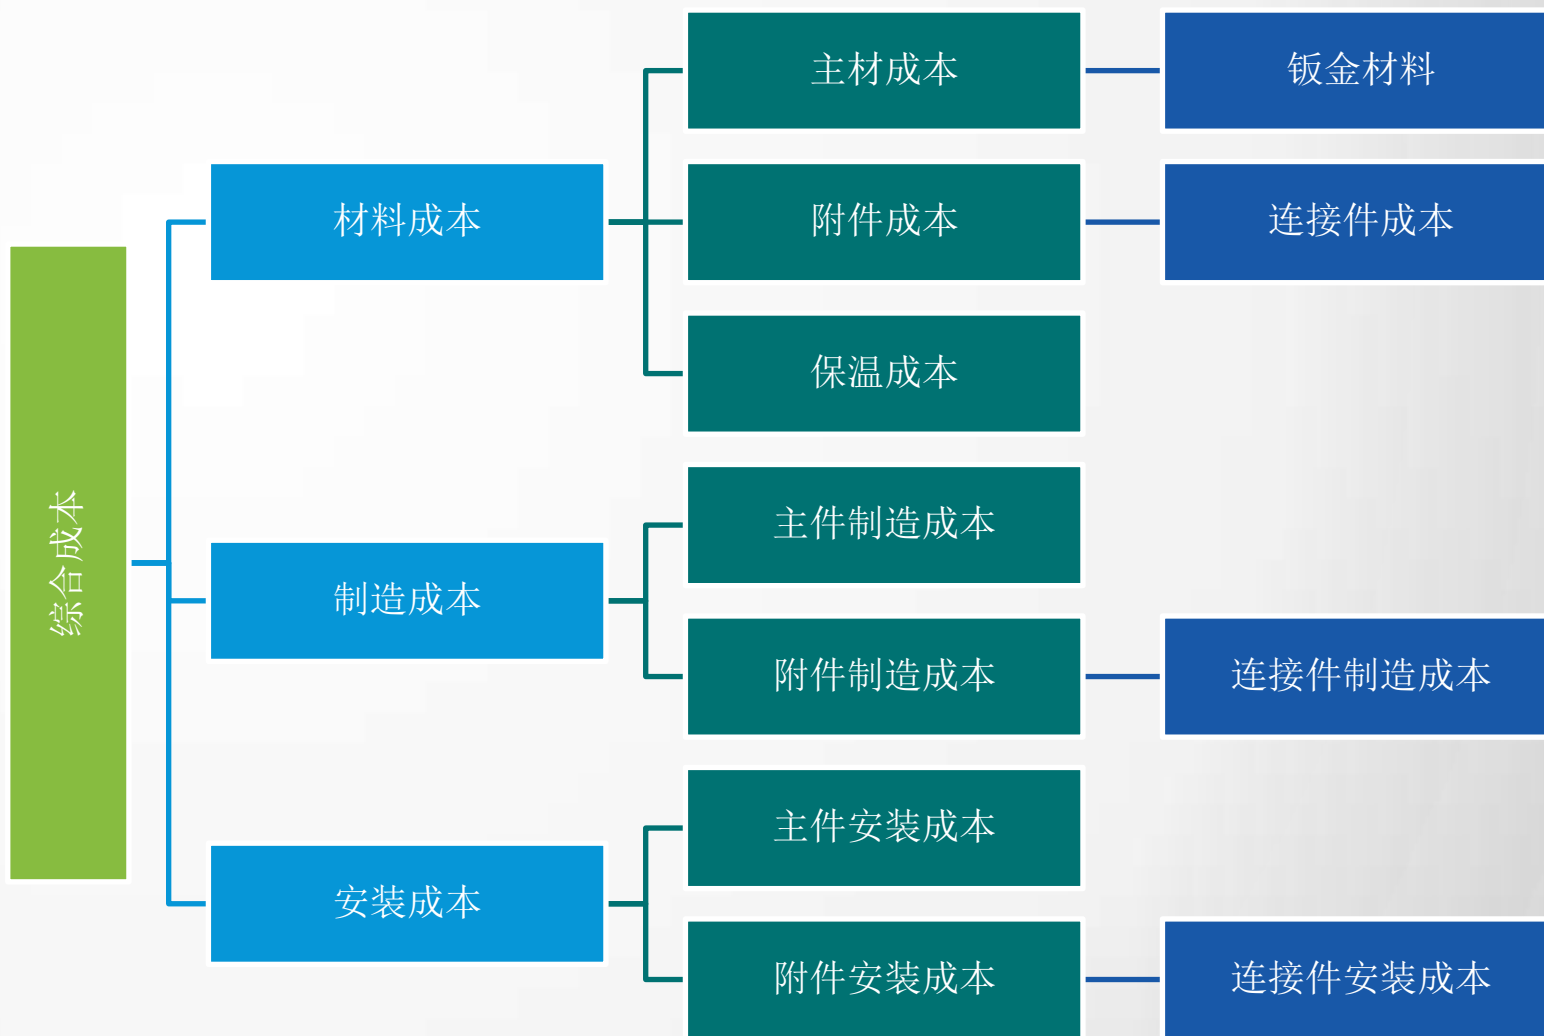 综合成本
材料成本
主材成本
钣金材料
附件成本
连接件成本
保温成本
制造成本
主件制造成本
附件制造成本
连接件制造成本
安装成本
主件安装成本
附件安装成本
连接件安装成本